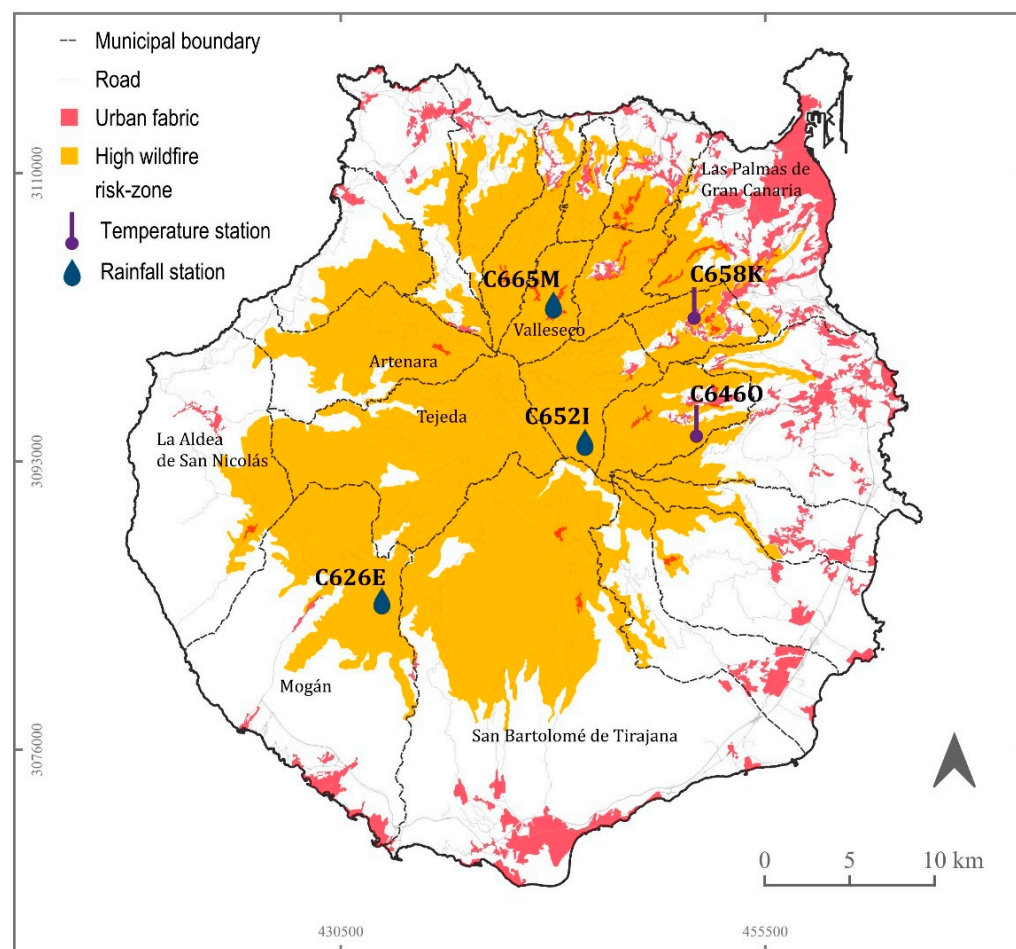 Municipal boundary
Road
Urban fabric
High wildfire
risk-zone
Temperature station
Rainfall station
Las Palmas de
Gran Canaria
C665M
C658K
Valleseco
Artenara
C646O
Tejeda
C652I
La Aldea
de San Nicolás
C626E
Mogán
San Bartolomé de Tirajana
3110000
3093000
3076000
0 5 10 km
430500 455500